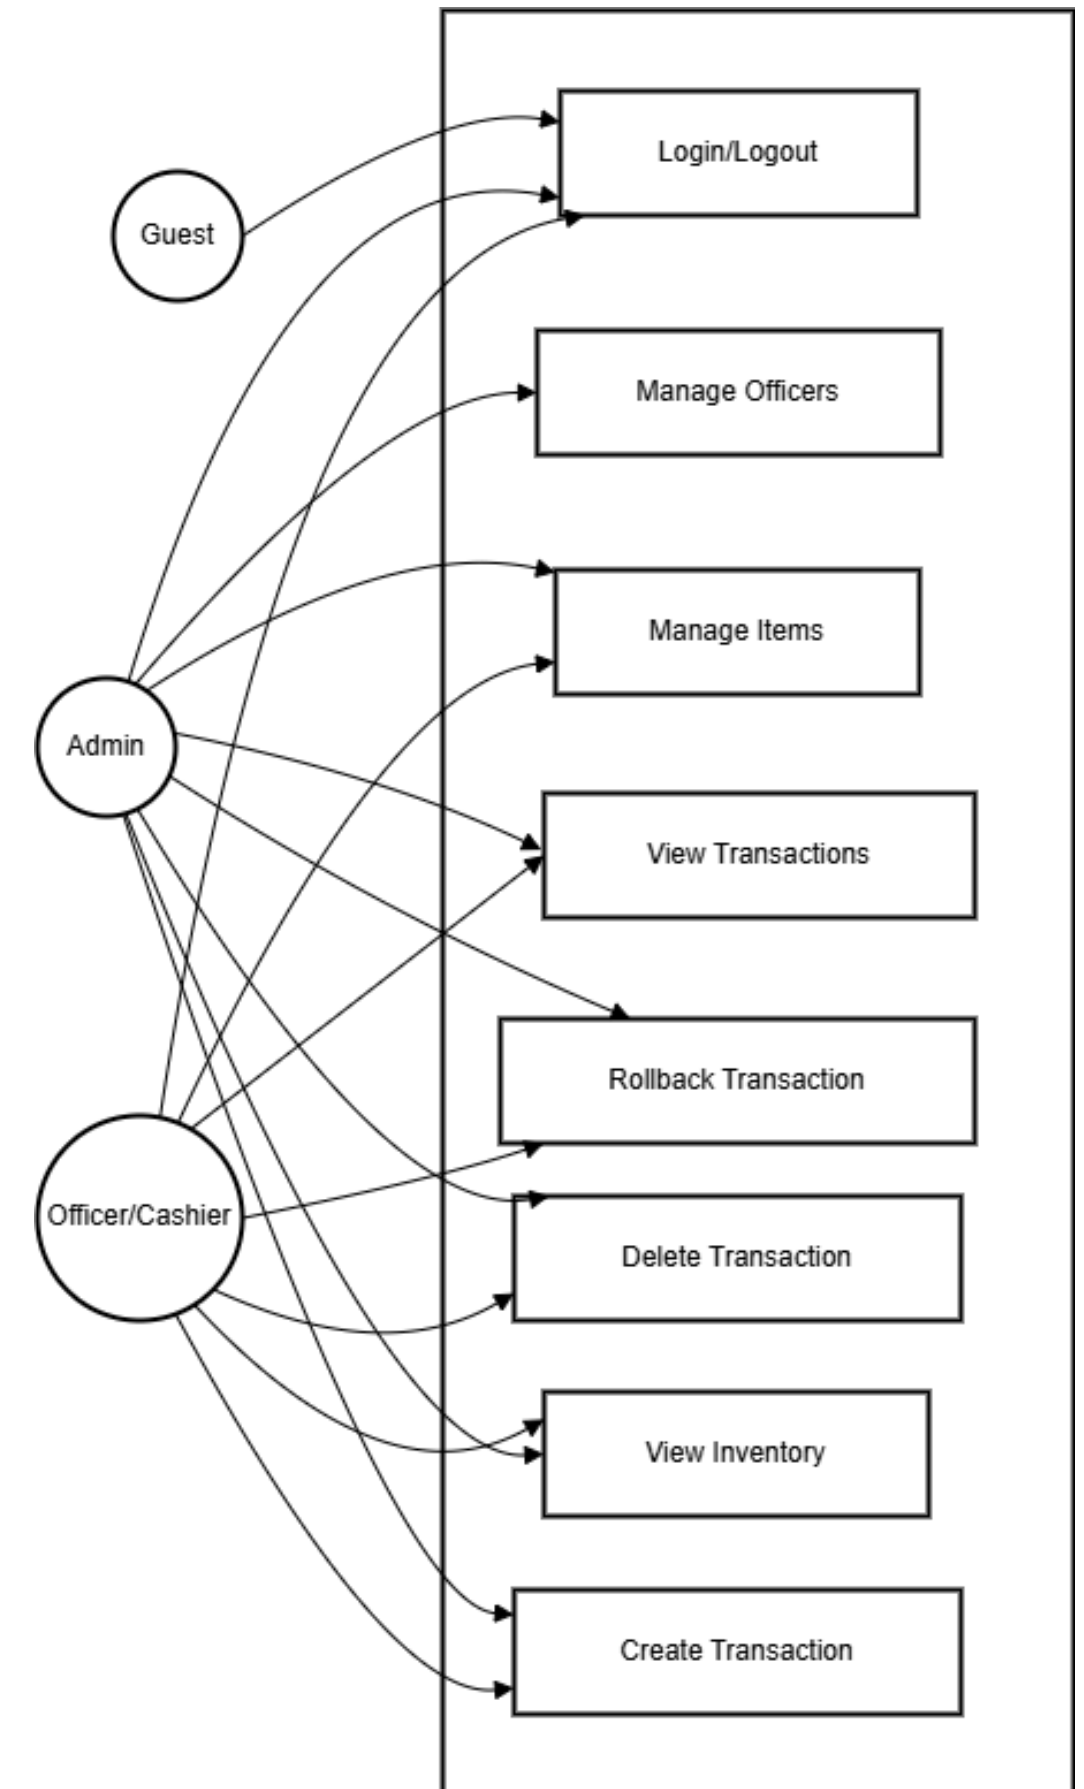 Login/Logout
Guest
Manage Officers
Manage Items
Admin
View Transactions
Rollback Transaction
Officer/Cashier
Delete Transaction
View Inventory
Create Transaction